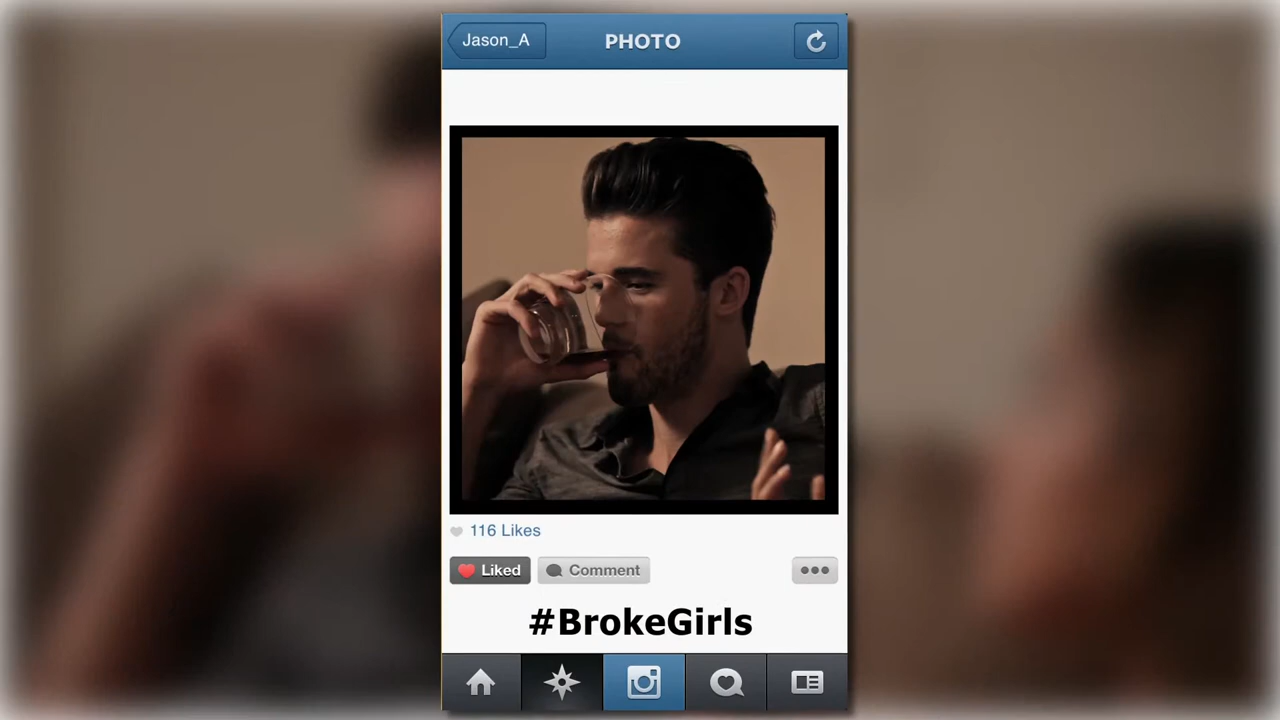 Jason_A
PHOTO
116 Likes
Liked
Comment
#BrokeGirls